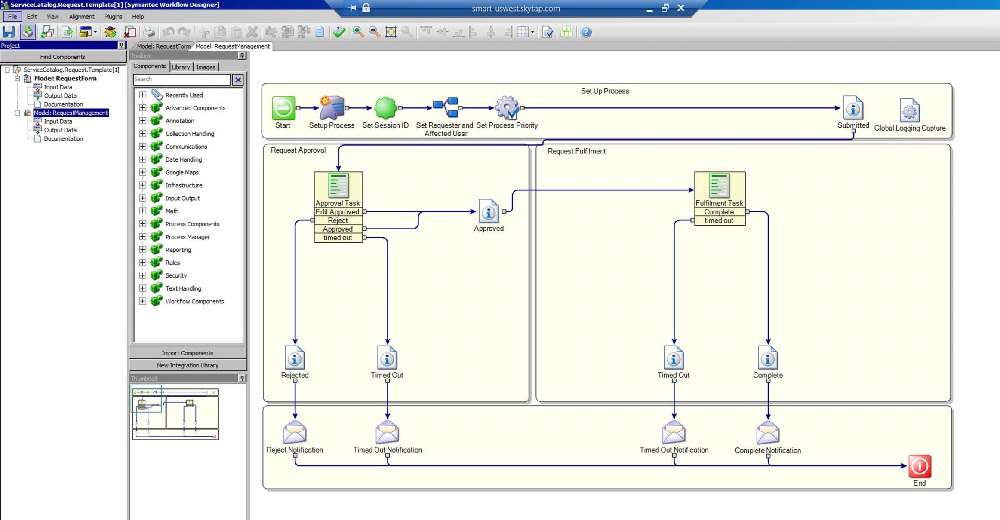 ServiceCatalog.Request.Template[1] [Symantec Workflow Designer]
smart-uswest.skytap.com
File Edit View Alignment Plugins Help
Project
Find Components
ServiceCatalog.Request.Template[1]
Model: RequestForm
Input Data
Output Data
Documentation
Model: RequestManagement
Input Data
Output Data
Documentation
Model: RequestForm
Model: RequestManagement
Toolbox
Components
Library
Images
Search
Recently Used
Advanced Components
Annotation
Collection Handling
Communications
Date Handling
Google Maps
Infrastructure
Input Output
Math
Process Components
Process Manager
Reporting
Rules
Security
Text Handling
Workflow Components
Import Components
New Integration Library
Thumbnail
Set Up Process
Start
Setup Process
Set Session ID
Set Requester and
Affected User
Set Process Priority
Submitted
Global Logging Capture
Request Approval
Approval Task
Edit Approved
Reject
Approved
timed out
Approved
Rejected
Timed Out
Request Fulfilment
Fulfilment Task
Complete
timed out
Timed Out
Complete
Reject Notification
Timed Out Notification
Timed Out Notification
Complete Notification
End